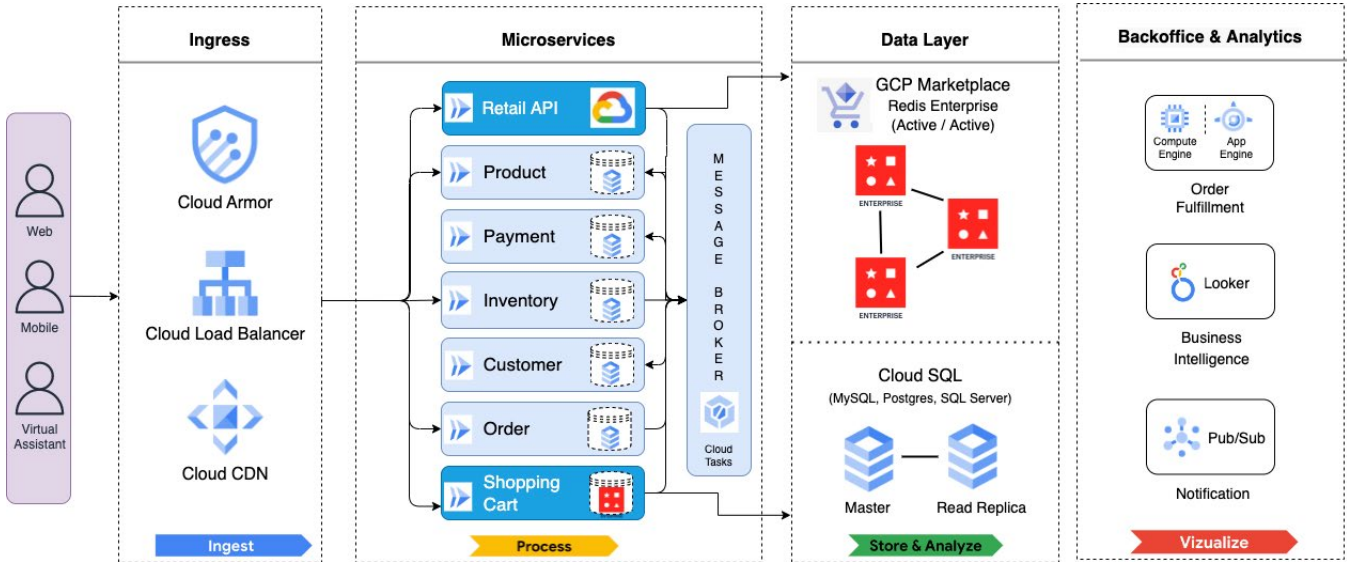 Ingress
Microservices
Data Layer
Backoffice & Analytics
Web
Mobile
Virtual
Assistant
Cloud Armor
Cloud Load Balancer
Cloud CDN
Ingest
Retail API
Product
Payment
Inventory
Customer
Order
Shopping
Cart
Process
MESSAGE BROKER
Cloud
Tasks
GCP Marketplace
Redis Enterprise
(Active / Active)
ENTERPRISE
ENTERPRISE
ENTERPRISE
Cloud SQL
(MySQL, Postgres, SQL Server)
Master
Read Replica
Store & Analyze
Compute
Engine
App
Engine
Order
Fulfillment
Looker
Business
Intelligence
Pub/Sub
Notification
Vizualize